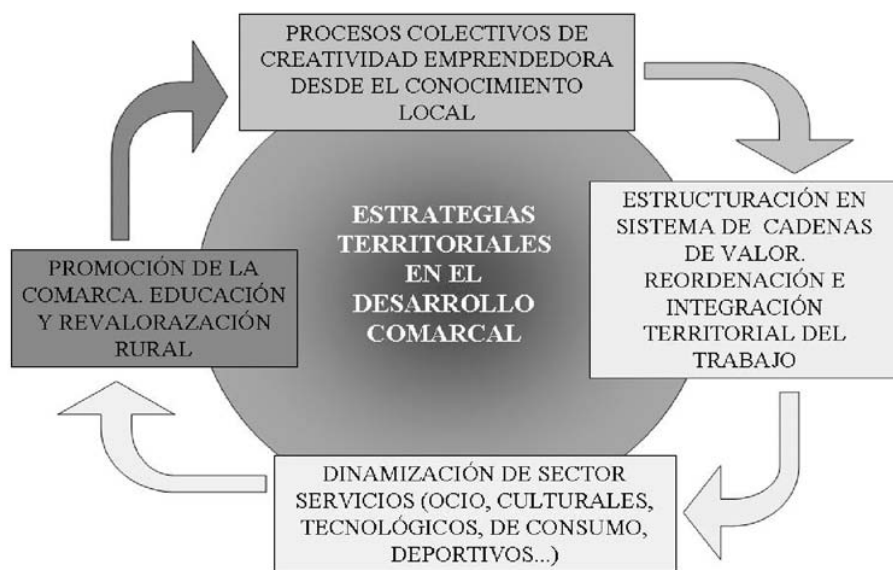 PROCESOS COLECTIVOS DE
CREATIVIDAD EMPRENDEDORA
DESDE EL CONOCIMIENTO
LOCAL
ESTRUCTURACIÓN EN
SISTEMA DE CADENAS
DE VALOR.
REORDENACIÓN E
INTEGRACIÓN
TERRITORIAL DEL
TRABAJO
DINAMIZACIÓN DE SECTOR
SERVICIOS (OCIO, CULTURALES,
TECNOLÓGICOS, DE CONSUMO,
DEPORTIVOS...)
PROMOCIÓN DE LA
COMARCA. EDUCACIÓN
Y REVALORAZACIÓN
RURAL
ESTRATEGIAS
TERRITORIALES
EN EL
DESARROLLO
COMARCAL